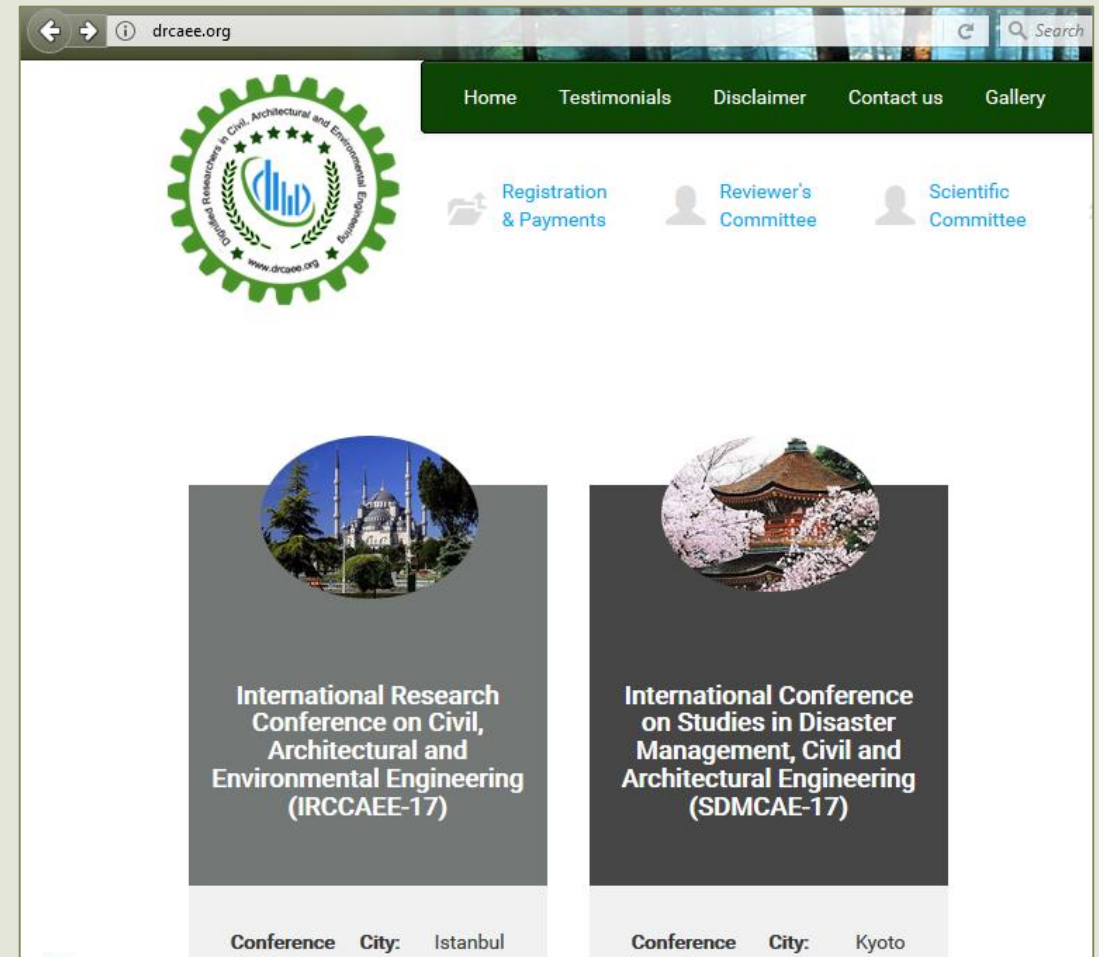 drcaee.org
Search
Home Testimonials Disclaimer Contact us Gallery
Dignified Researchers in Civil, Architectural and Environmental Engineering
www.drcaee.org
Registration
& Payments
Reviewer's
Committee
Scientific
Committee
International Research
Conference on Civil,
Architectural and
Environmental Engineering
(IRCCAEE-17)
International Conference
on Studies in Disaster
Management, Civil and
Architectural Engineering
(SDMCAE-17)
Conference City: Istanbul
Conference City: Kyoto